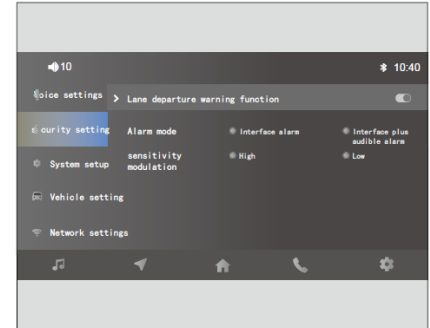 10
10:40
oice settings
Lane departure warning function
curity setting
Alarm mode
Interface alarm
Interface plus
audible alarm
System setup
sensitivity
modulation
High
Low
Vehicle setting
Network settings